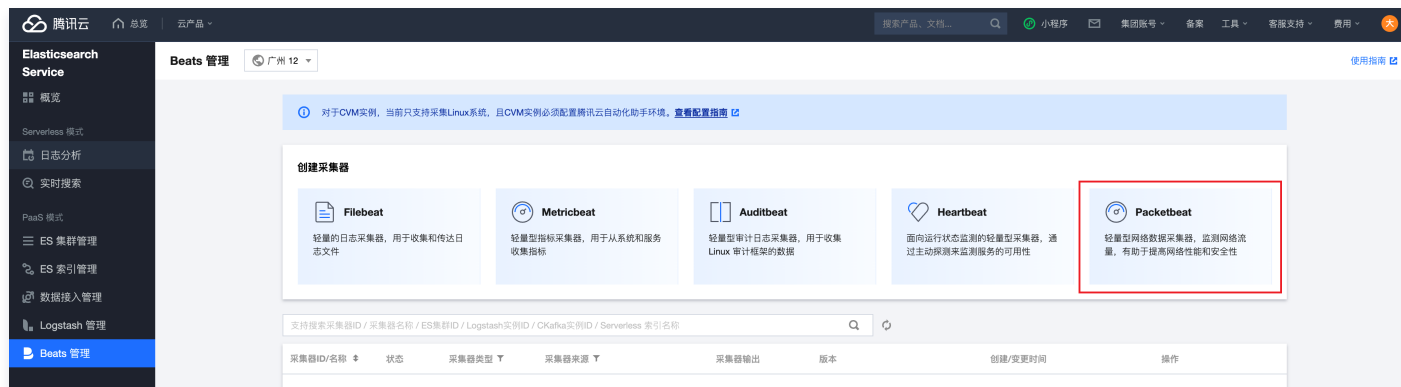 腾讯云 总览 云产品 搜索产品、文档... 小程序 集团账号 备案 工具 客服支持 费用 大
Elasticsearch
Service
Beats 管理 广州 12 使用指南
概览
对于CVM实例，当前只支持采集Linux系统，且CVM实例必须配置腾讯云自动化助手环境。查看配置指南
Serverless 模式
日志分析
实时搜索
PaaS 模式
ES 集群管理
ES 索引管理
数据接入管理
Logstash 管理
Beats 管理
创建采集器
Filebeat
轻量的日志采集器，用于收集和传达日
志文件
Metricbeat
轻量型指标采集器，用于从系统和服务
收集指标
Auditbeat
轻量型审计日志采集器，用于收集
Linux 审计框架的数据
Heartbeat
面向运行状态监测的轻量型采集器，通
过主动探测来监测服务的可用性
Packetbeat
轻量型网络数据采集器，监测网络流
量，有助于提高网络性能和安全性
支持搜索采集器ID / 采集器名称 / ES集群ID / Logstash实例ID / CKafka实例ID / Serverless 索引名称
采集器ID/名称 状态 采集器类型 采集器来源 采集器输出 版本 创建/变更时间 操作